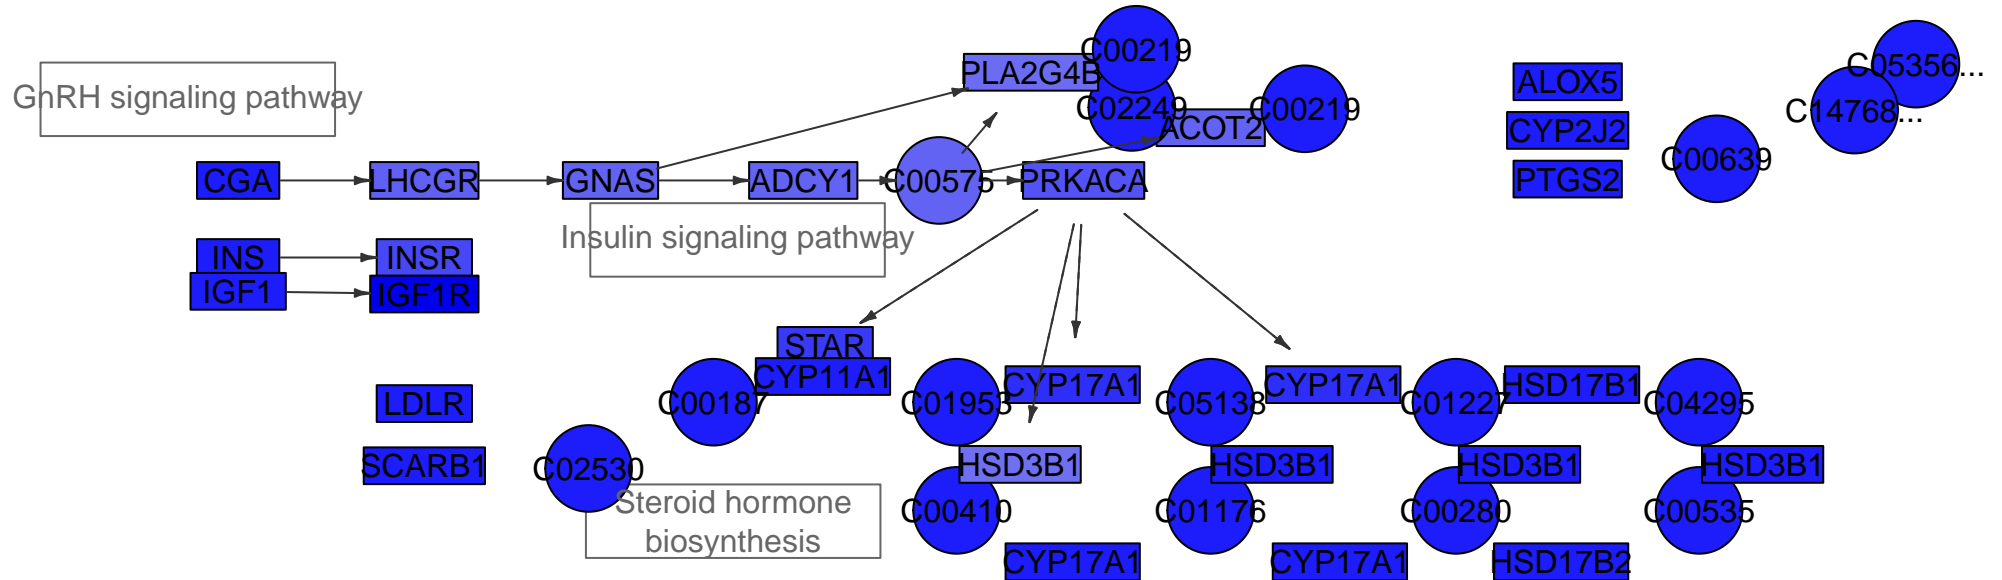 C00219
C05356...
PLA2G4B
ALOX5
GnRH signaling pathway
C02249
C00219
C14768...
ACOT2
CYP2J2
C00639
CGA
LHCGR
GNAS
ADCY1
C00575
PRKACA
PTGS2
Insulin signaling pathway
INS
INSR
IGF1
IGF1R
STAR
CYP11A1
CYP17A1
CYP17A1
HSD17B1
LDLR
C00187
C01953
C05138
C01227
C04295
SCARB1
C02530
HSD3B1
HSD3B1
HSD3B1
HSD3B1
Steroid hormone
biosynthesis
C00410
C01176
C00280
C00535
CYP17A1
CYP17A1
HSD17B2